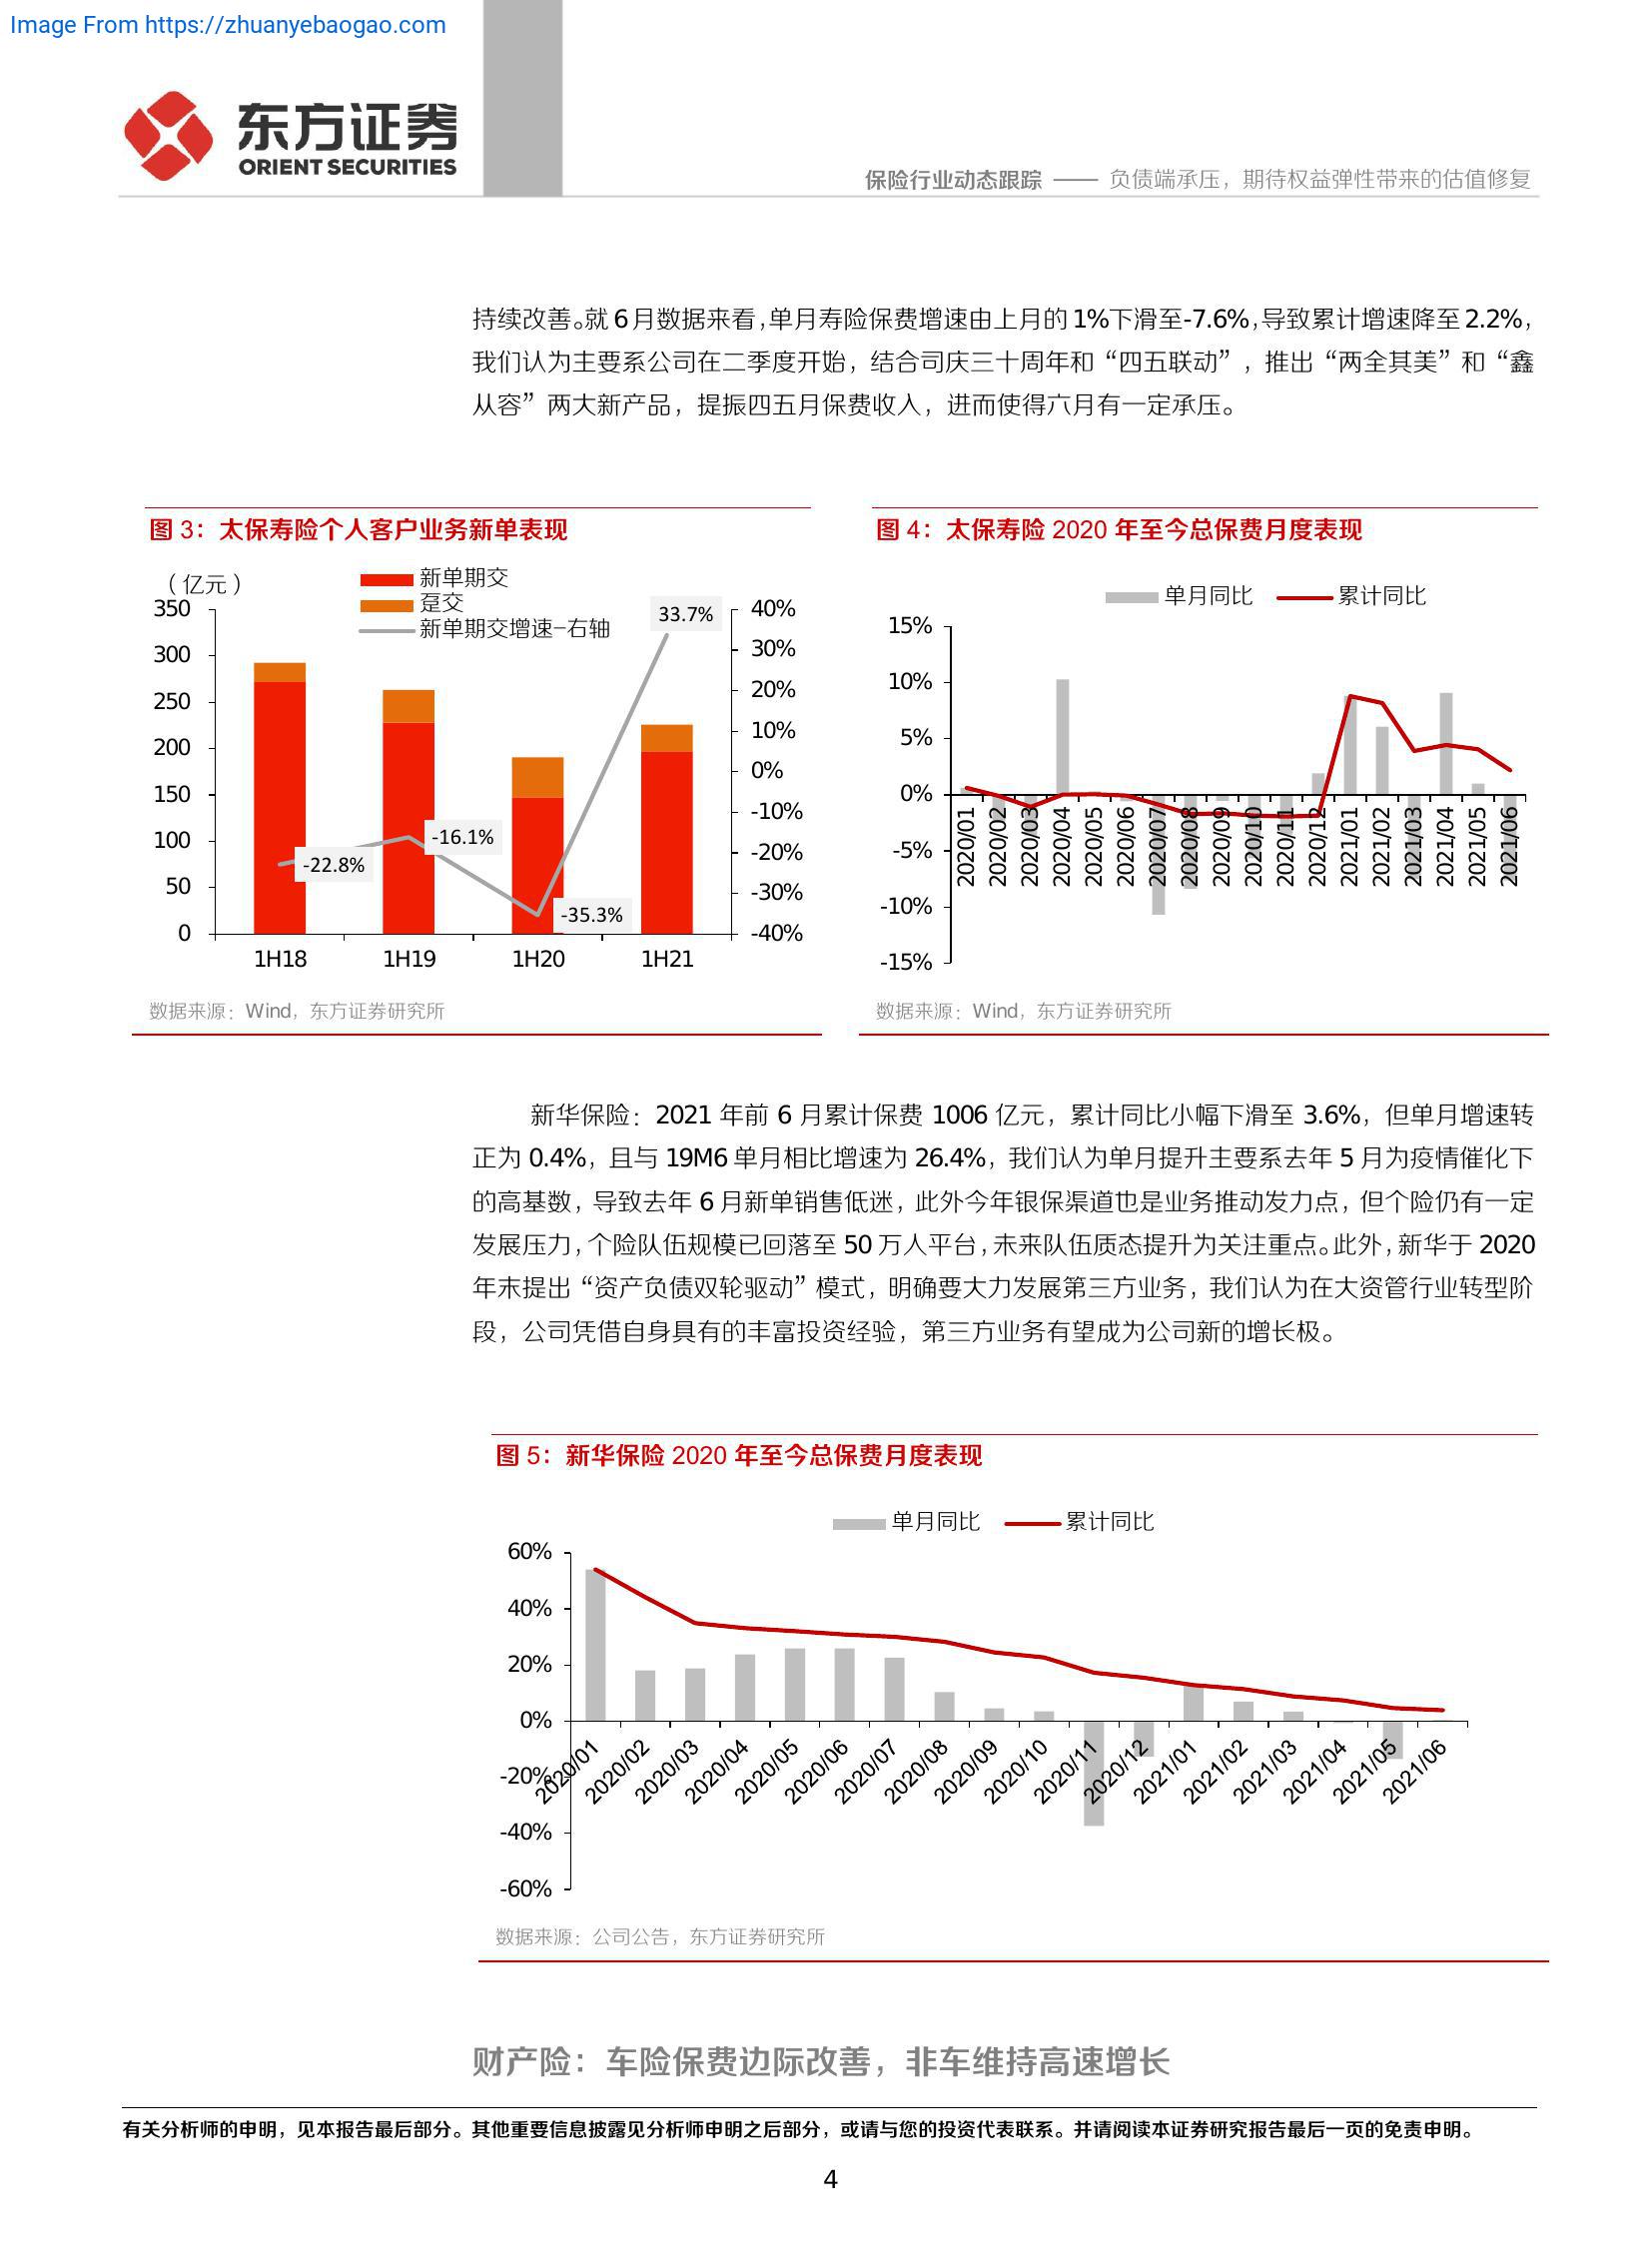 Image From https://zhuanyebaogao.com
东方证券
ORIENT SECURITIES
保险行业动态跟踪 —— 负债端承压，期待权益弹性带来的估值修复
持续改善。就 6 月数据来看，单月寿险保费增速由上月的 1%下滑至-7.6%，导致累计增速降至 2.2%，
我们认为主要系公司在二季度开始，结合司庆三十周年和“四五联动”，推出“两全其美”和“鑫
从容”两大新产品，提振四五月保费收入，进而使得六月有一定承压。
图 3：太保寿险个人客户业务新单表现
（亿元）
新单期交
趸交
新单期交增速-右轴
350
300
250
200
150
100
50
0
40%
30%
20%
10%
0%
-10%
-20%
-30%
-40%
-22.8%
-16.1%
-35.3%
33.7%
1H18 1H19 1H20 1H21
数据来源：Wind，东方证券研究所
图 4：太保寿险 2020 年至今总保费月度表现
单月同比 累计同比
15%
10%
5%
0%
-5%
-10%
-15%
2020/01 2020/02 2020/03 2020/04 2020/05 2020/06 2020/07 2020/08 2020/09 2020/10 2020/11 2020/12 2021/01 2021/02 2021/03 2021/04 2021/05 2021/06
数据来源：Wind，东方证券研究所
新华保险：2021 年前 6 月累计保费 1006 亿元，累计同比小幅下滑至 3.6%，但单月增速转
正为 0.4%，且与 19M6 单月相比增速为 26.4%，我们认为单月提升主要系去年 5 月为疫情催化下
的高基数，导致去年 6 月新单销售低迷，此外今年银保渠道也是业务推动发力点，但个险仍有一定
发展压力，个险队伍规模已回落至 50 万人平台，未来队伍质态提升为关注重点。此外，新华于 2020
年末提出“资产负债双轮驱动”模式，明确要大力发展第三方业务，我们认为在大资管行业转型阶
段，公司凭借自身具有的丰富投资经验，第三方业务有望成为公司新的增长极。
图 5：新华保险 2020 年至今总保费月度表现
单月同比 累计同比
60%
40%
20%
0%
-20%
-40%
-60%
2020/01 2020/02 2020/03 2020/04 2020/05 2020/06 2020/07 2020/08 2020/09 2020/10 2020/11 2020/12 2021/01 2021/02 2021/03 2021/04 2021/05 2021/06
数据来源：公司公告，东方证券研究所
财产险：车险保费边际改善，非车维持高速增长
有关分析师的申明，见本报告最后部分。其他重要信息披露见分析师申明之后部分，或请与您的投资代表联系。并请阅读本证券研究报告最后一页的免责申明。
4